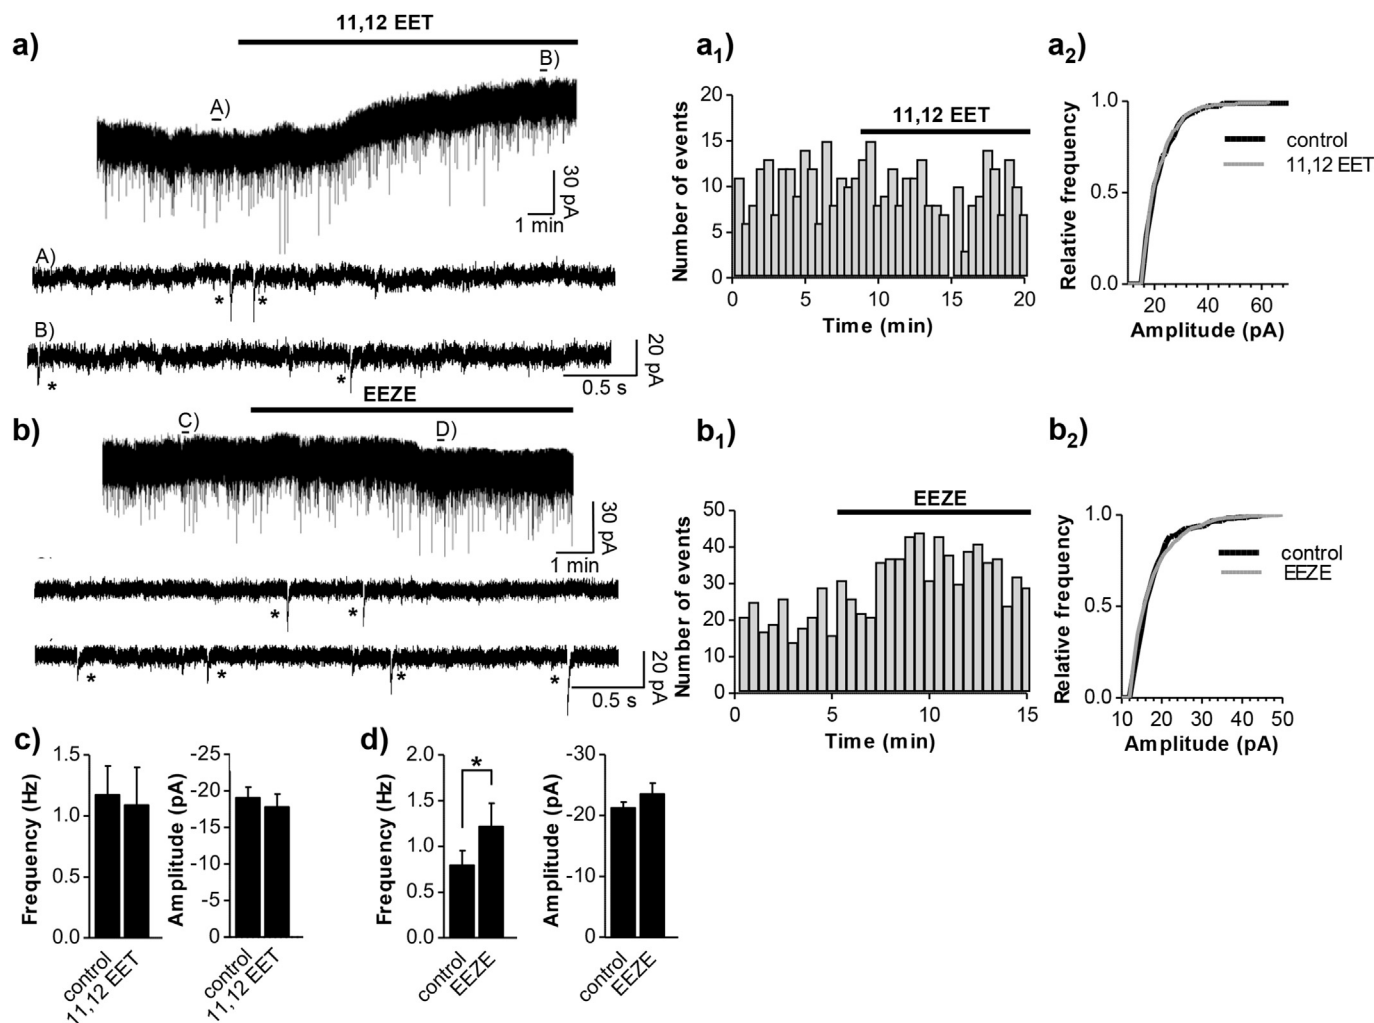 a)
11,12 EET
A)
B)
30 pA
1 min
A)
*
*
B)
*
*
20 pA
0.5 s
a1)
20
15
10
5
0
Number of events
11,12 EET
0 5 10 15 20
Time (min)
a2)
1.0
0.5
0.0
Relative frequency
control
11,12 EET
20 40 60
Amplitude (pA)
b)
EEZE
C)
D)
30 pA
1 min
*
*
*
*
*
*
20 pA
0.5 s
b1)
50
40
30
20
10
0
Number of events
EEZE
0 5 10 15
Time (min)
b2)
1.0
0.5
0.0
Relative frequency
control
EEZE
10 20 30 40 50
Amplitude (pA)
c)
1.5
1.0
0.5
0.0
Frequency (Hz)
control
11,12 EET
-25
-20
-15
-10
-5
0
Amplitude (pA)
control
11,12 EET
d)
2.0
1.5
1.0
0.5
0.0
Frequency (Hz)
*
control
EEZE
-30
-20
-10
0
Amplitude (pA)
control
EEZE